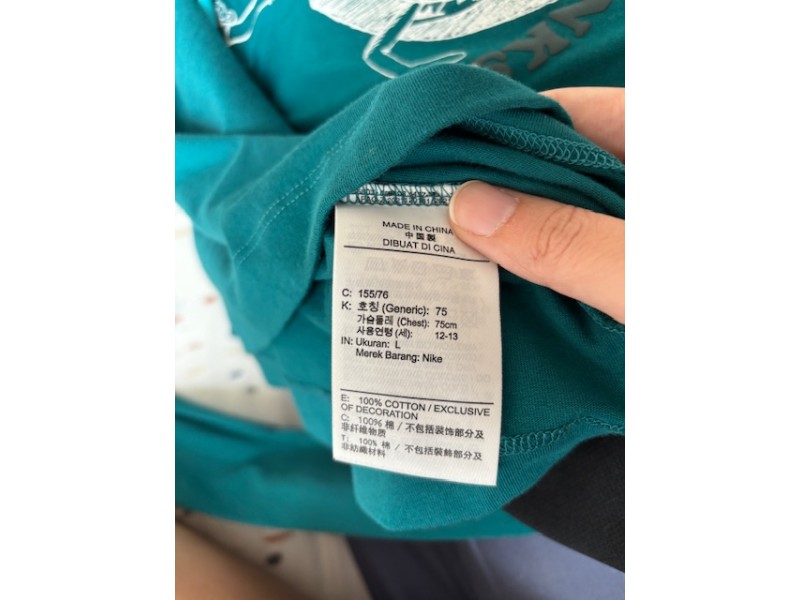 NKS
MADE IN CHINA
中國製
DIBUAT DI CINA
C: 155/76
K: 호칭 (Generic): 75
가슴둘레 (Chest): 75cm
사용연령 (세): 12-13
IN: Ukuran: L
Merek Barang: Nike
E: 100% COTTON / EXCLUSIVE
OF DECORATION
C: 100% 棉 / 不包括装饰部分及
非纤维物质
T: 100% 棉 / 不包括裝飾部分及
非紡織材料